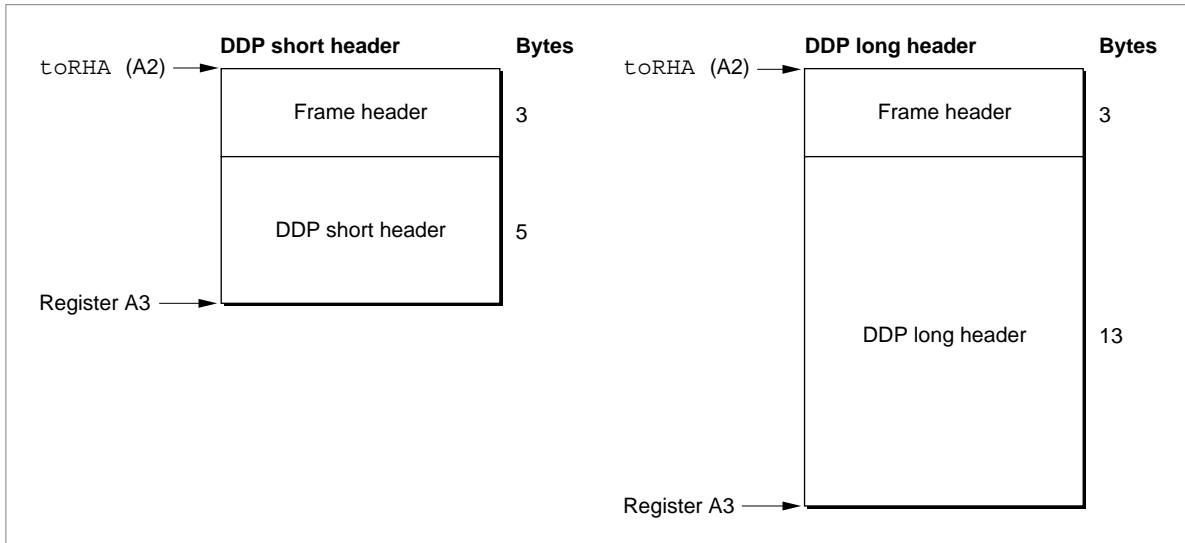 DDP short header Bytes
toRHA (A2)
Frame header 3
DDP short header 5
Register A3
DDP long header Bytes
toRHA (A2)
Frame header 3
DDP long header 13
Register A3